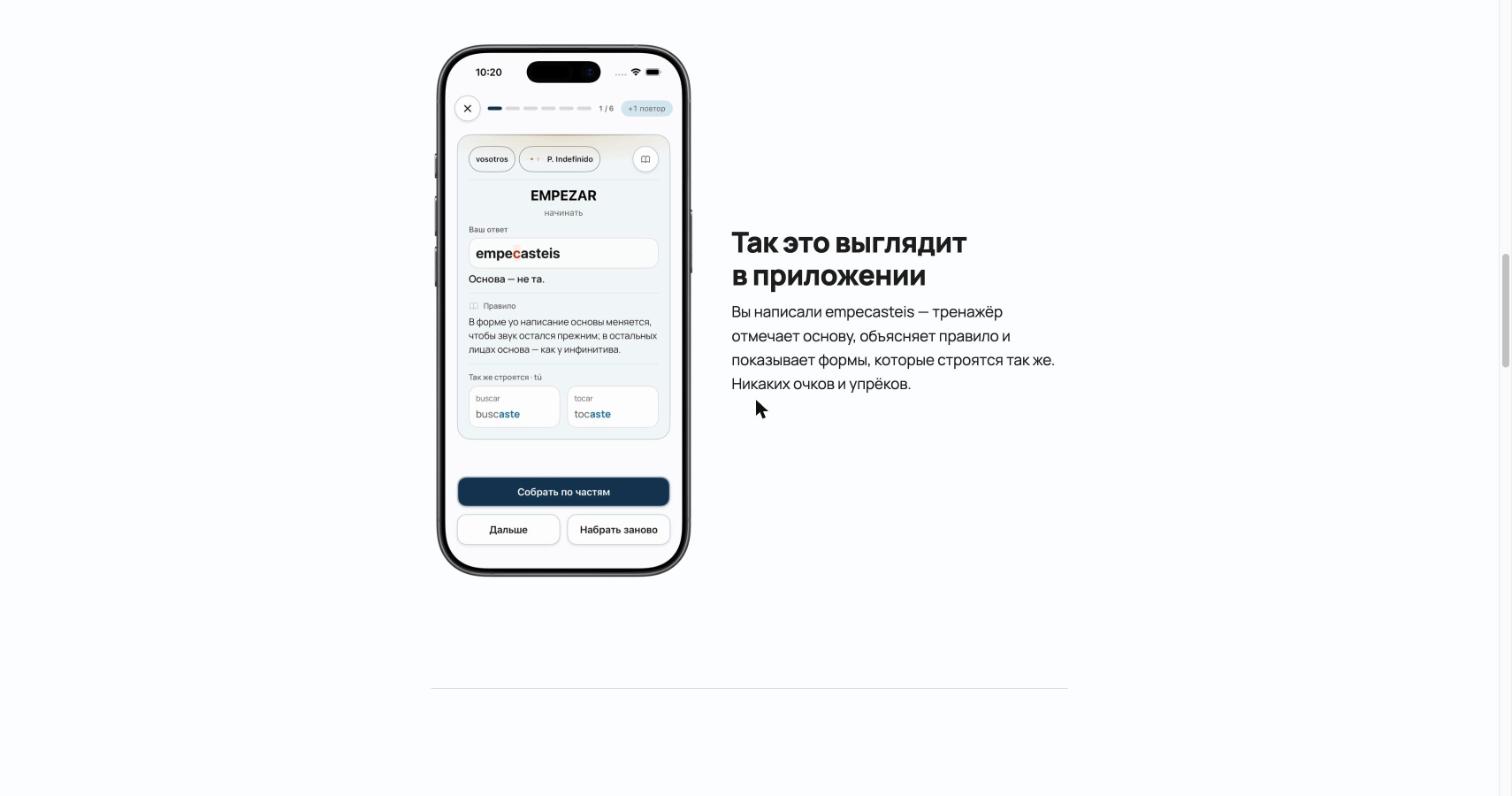 10:20
1 / 6
+1 повтор
vosotros
P. Indefinido
EMPEZAR
начинать
Ваш ответ
empecasteis
Основа — не та.
Правило
В форме yo написание основы меняется,
чтобы звук остался прежним; в остальных
лицах основа — как у инфинитива.
Так же строятся · tú
buscar
tocar
buscaste
tocaste
Собрать по частям
Дальше
Набрать заново
Так это выглядит
в приложении
Вы написали empecasteis — тренажёр
отмечает основу, объясняет правило и
показывает формы, которые строятся так же.
Никаких очков и упрёков.